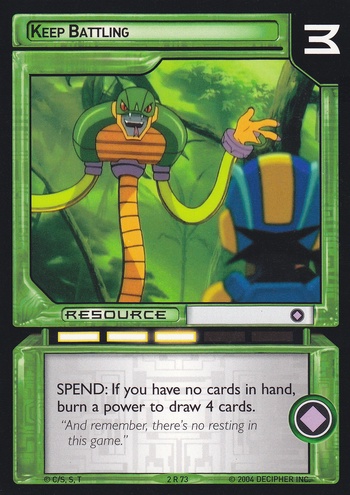 KEEP BATTLING
3
RESOURCE
SPEND: If you have no cards in hand,
burn a power to draw 4 cards.
"And remember, there's no resting in
this game."
© C/S, S, T 2 R 73 © 2004 DECIPHER INC.